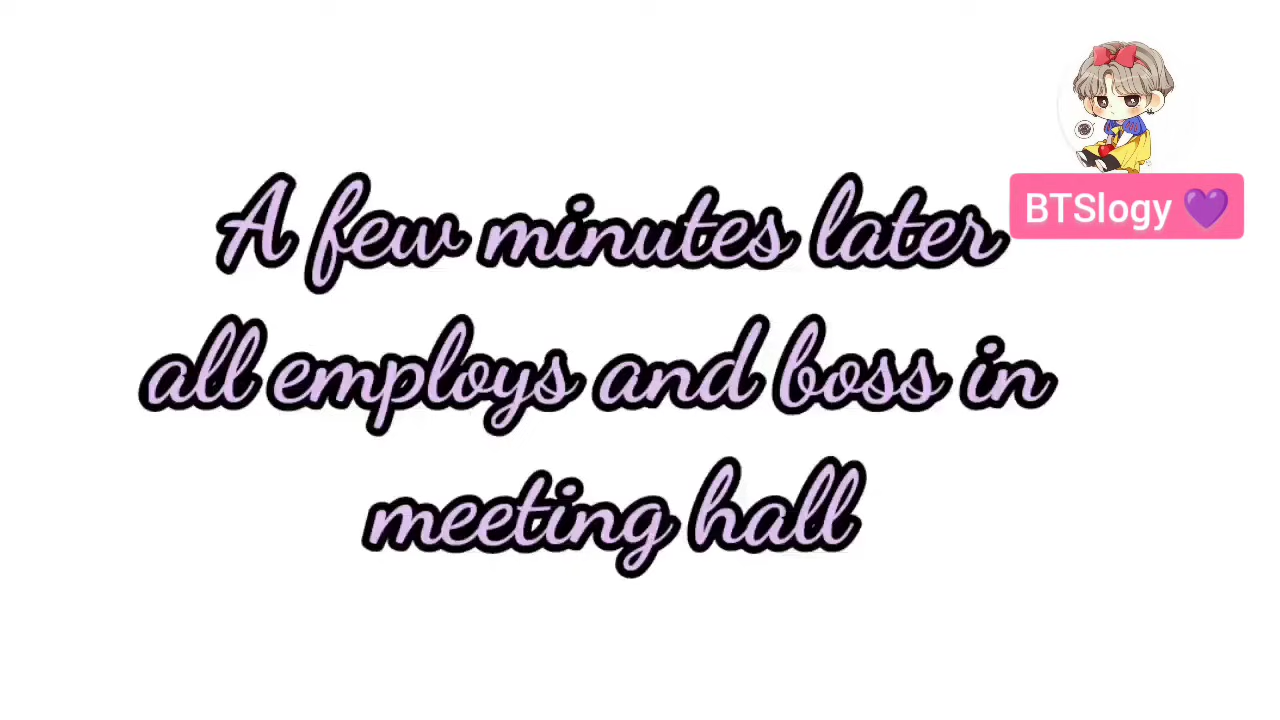 A few minutes later
all employs and boss in
meeting hall
BTSlogy 💜